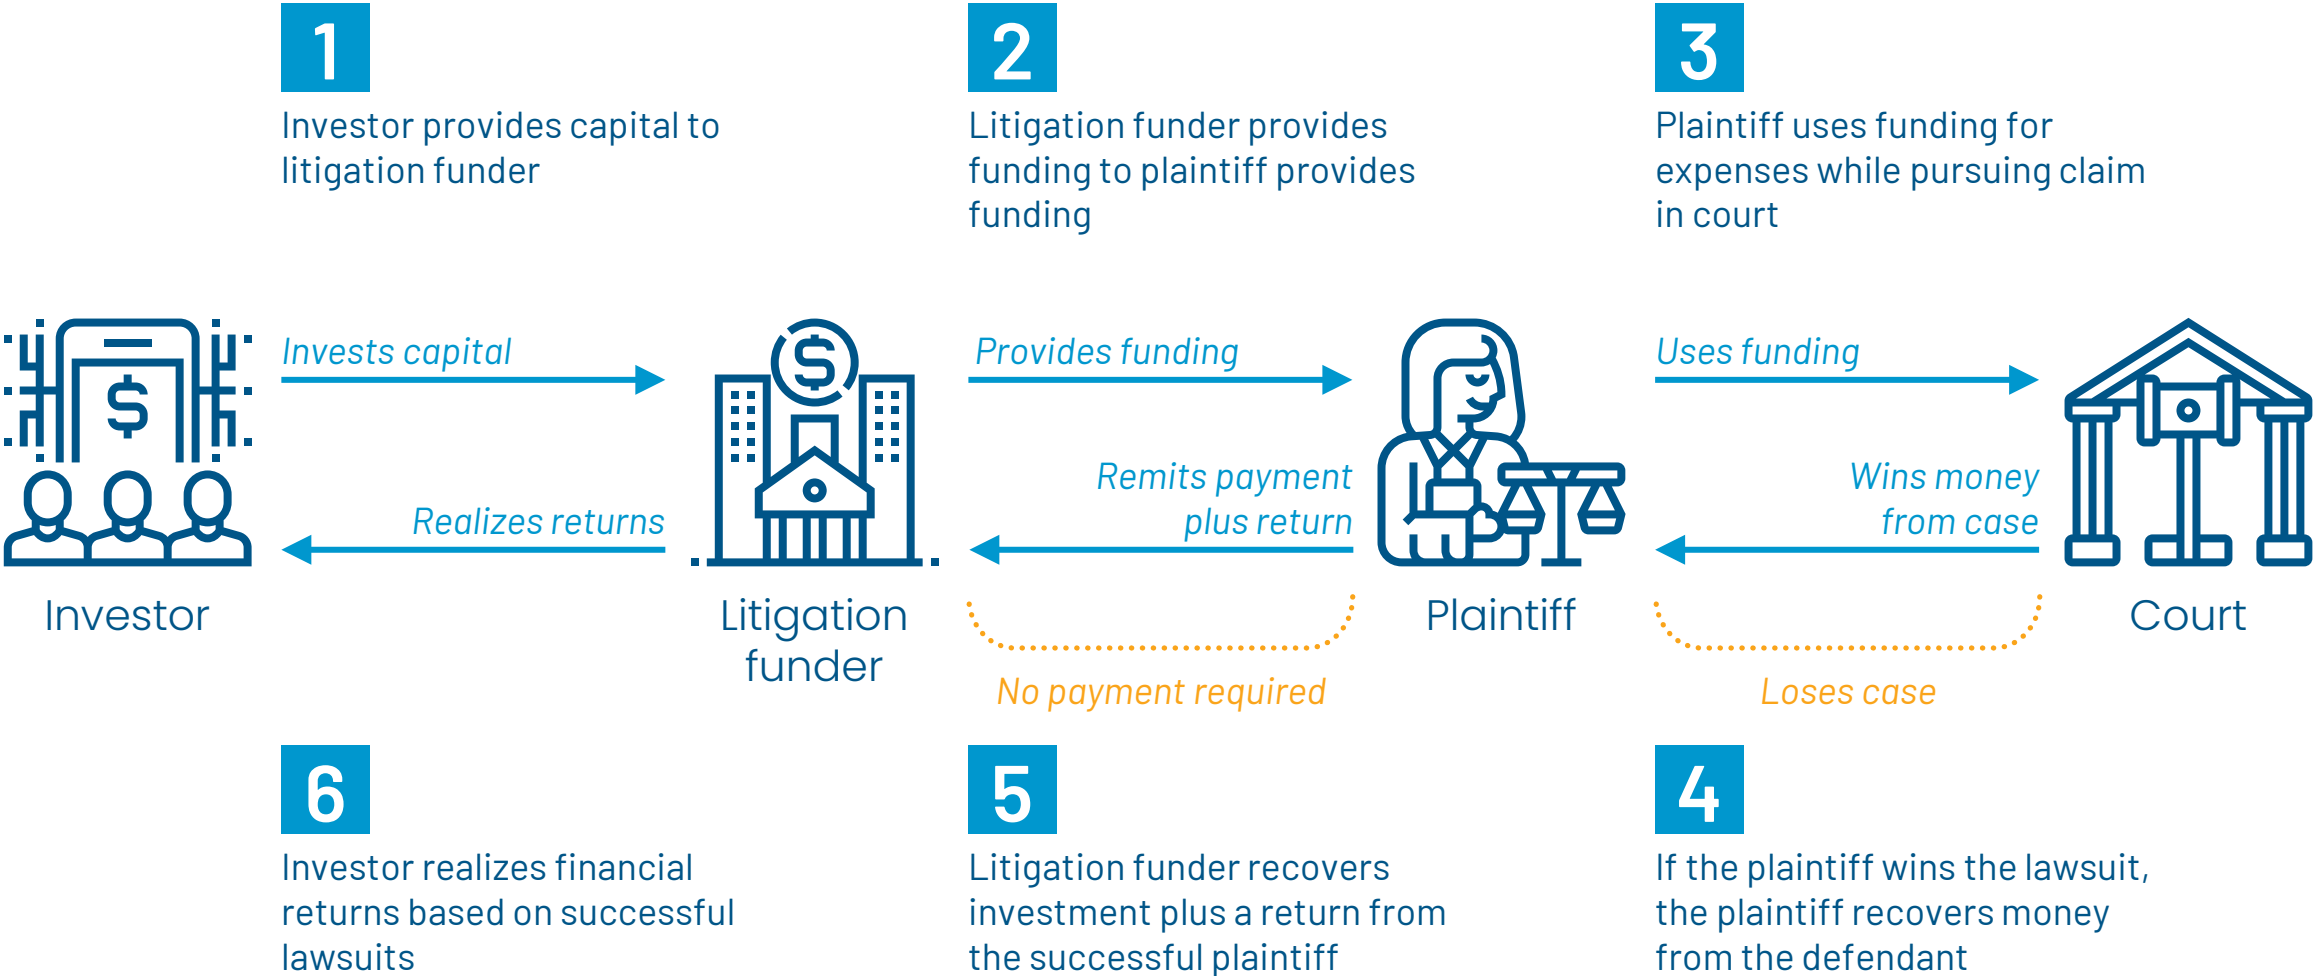 1
Investor provides capital to
litigation funder
2
Litigation funder provides
funding to plaintiff provides
funding
3
Plaintiff uses funding for
expenses while pursuing claim
in court
Invests capital
Provides funding
Uses funding
Realizes returns
Remits payment
plus return
Wins money
from case
Investor
Litigation
funder
Plaintiff
Court
No payment required
Loses case
6
Investor realizes financial
returns based on successful
lawsuits
5
Litigation funder recovers
investment plus a return from
the successful plaintiff
4
If the plaintiff wins the lawsuit,
the plaintiff recovers money
from the defendant